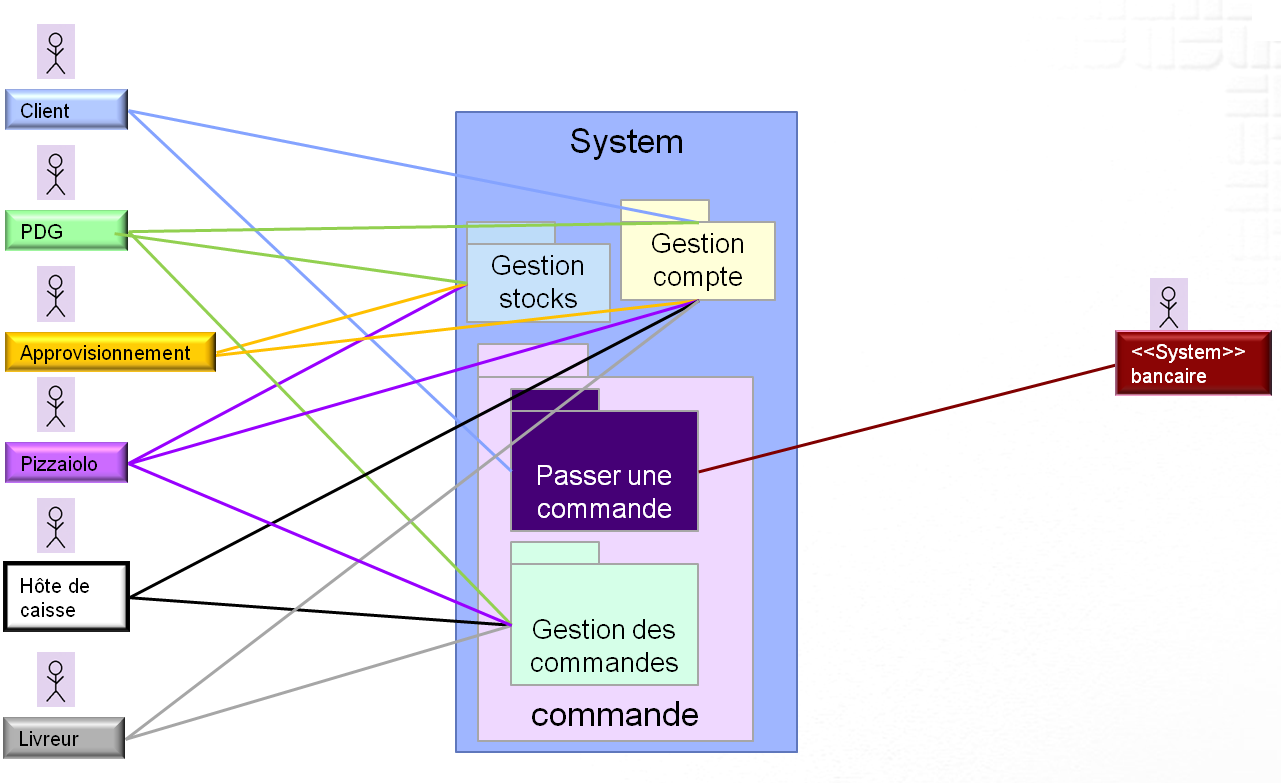 Client
PDG
Approvisionnement
Pizzaiolo
Hôte de
caisse
Livreur
System
Gestion
stocks
Gestion
compte
Passer une
commande
Gestion des
commandes
commande
<<System>>
bancaire